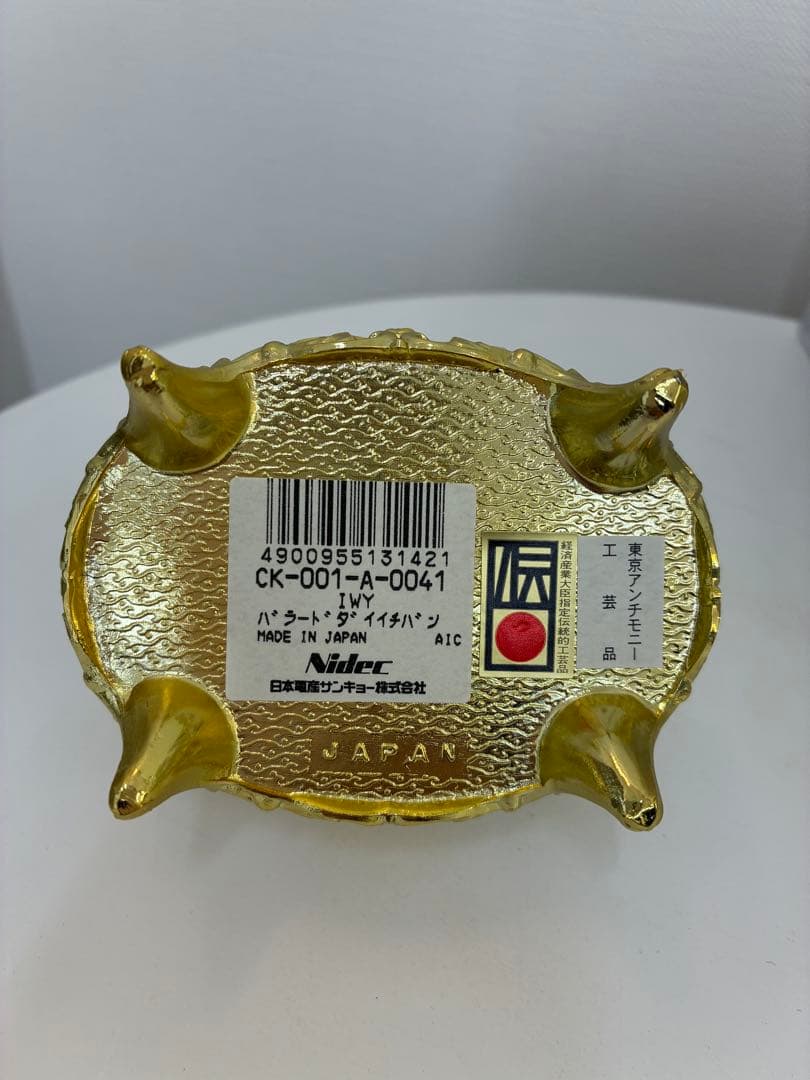 4900955131421
CK-001-A-0041
IWY
バラードダイイチバン
MADE IN JAPAN AIC
Nidec
日本電産サンキョー株式会社
伝
経済産業大臣指定伝統的工芸品
東京アンチモニー
工芸品
JAPAN